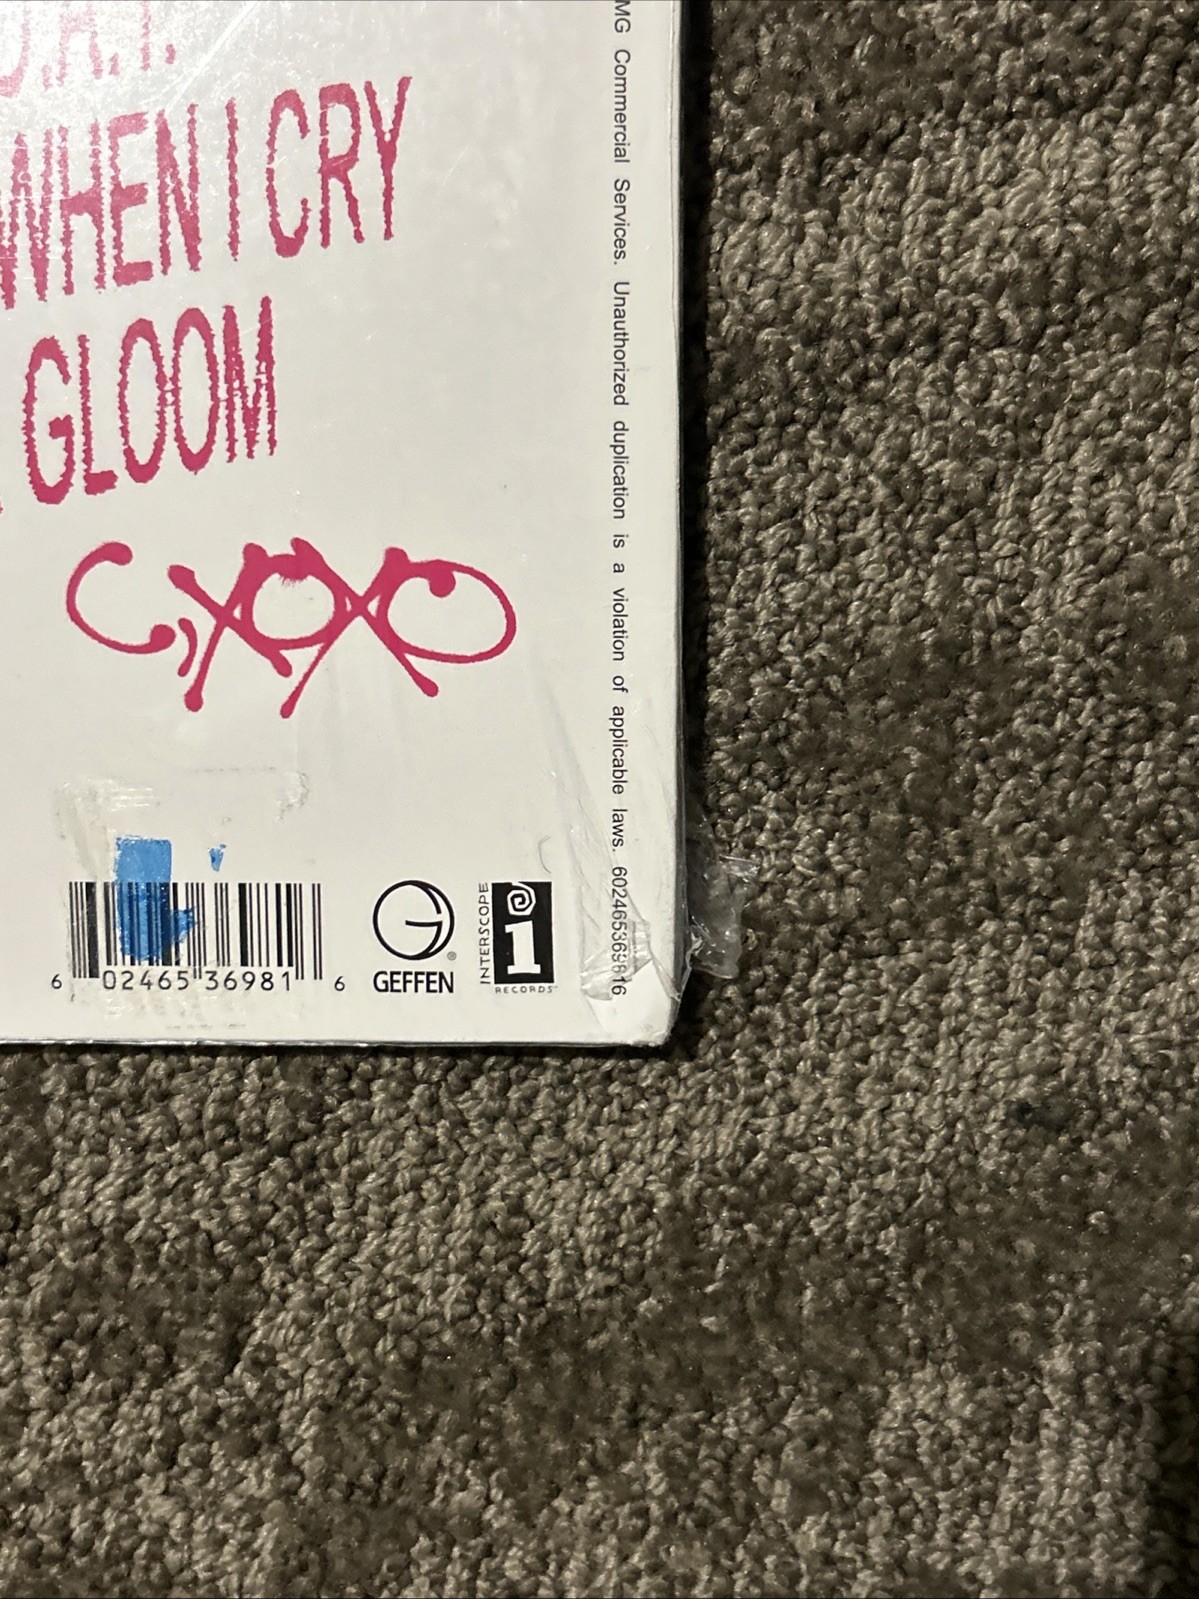 WHEN I CRY
GLOOM
MG Commercial Services. Unauthorized duplication is a violation of applicable laws. 602465369816
6 02465 36981 6
GEFFEN
®
INTERSCOPE
i
RECORDS